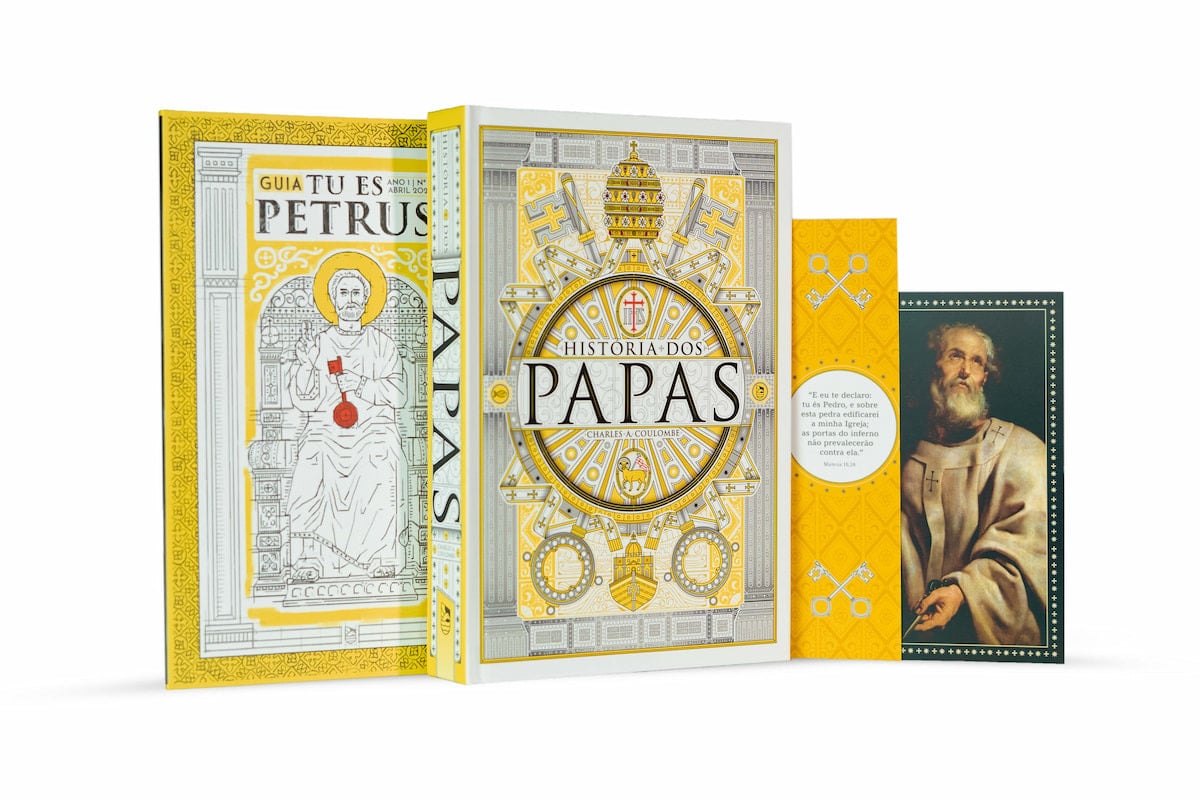 GUIA TU ES
ANO 1 | Nº
ABRIL
PETRUS
HISTÓRIA DOS
PAPAS
IHS
HISTÓRIA DOS
PAPAS
CHARLES A. COULOMBE
“E eu te declaro:
tu és Pedro, e sobre
esta pedra edificarei
a minha Igreja;
as portas do inferno
não prevalecerão
contra ela.”
Mateus 16,18